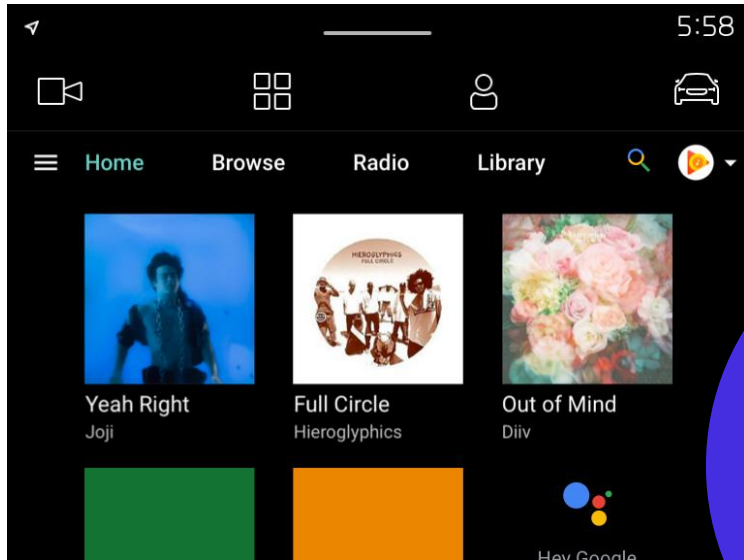 5:58
Home Browse Radio Library
HIEROGLYPHICS
FULL CIRCLE
Yeah Right Full Circle Out of Mind
Joji Hieroglyphics Diiv
Hey Google